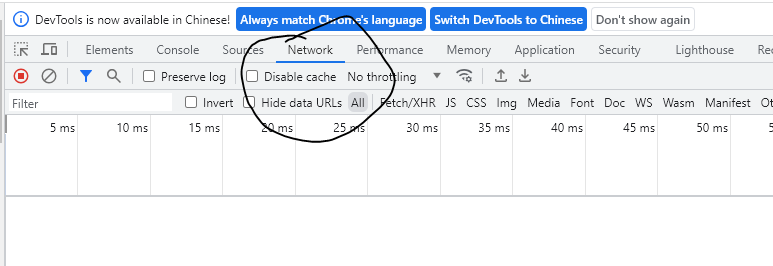 DevTools is now available in Chinese! Always match Chrome's language Switch DevTools to Chinese Don't show again
Elements Console Sources Network Performance Memory Application Security Lighthouse Re
Preserve log Disable cache No throttling
Filter Invert Hide data URLs All Fetch/XHR JS CSS Img Media Font Doc WS Wasm Manifest Ot
5 ms 10 ms 15 ms 20 ms 25 ms 30 ms 35 ms 40 ms 45 ms 50 ms